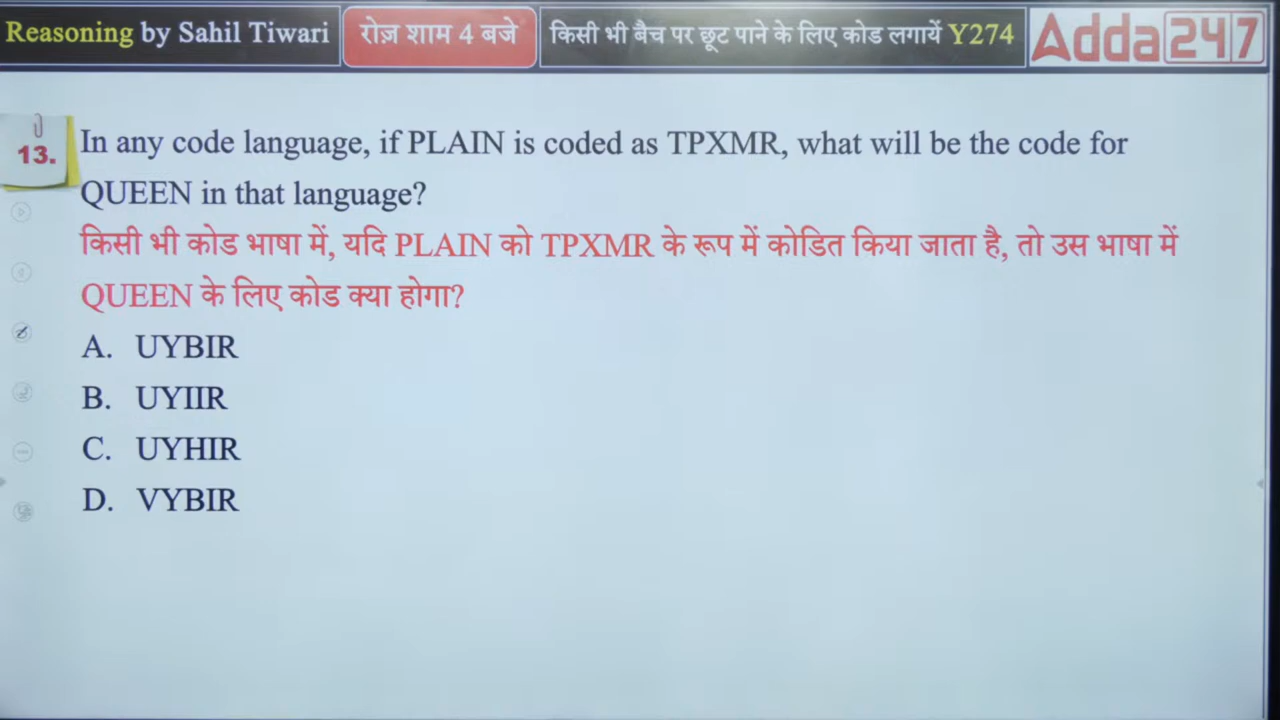 Reasoning by Sahil Tiwari
रोज़ शाम 4 बजे
किसी भी बैच पर छूट पाने के लिए कोड लगायें Y274
Adda247
13.
In any code language, if PLAIN is coded as TPXMR, what will be the code for
QUEEN in that language?
किसी भी कोड भाषा में, यदि PLAIN को TPXMR के रूप में कोडित किया जाता है, तो उस भाषा में
QUEEN के लिए कोड क्या होगा?
A. UYBIR
B. UYIIR
C. UYHIR
D. VYBIR